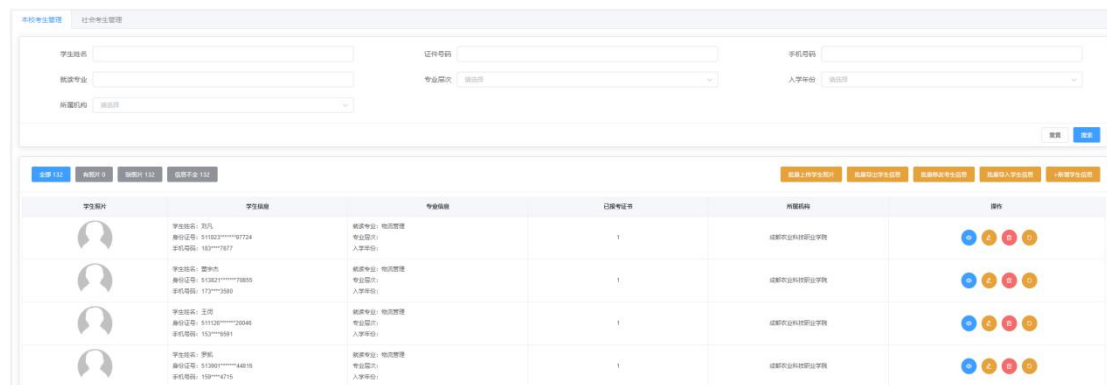 本校考生管理 社会考生管理
学生姓名 证件号码 手机号码
就读专业 专业层次 请选择 入学年份 请选择
所属机构 请选择
重置 搜索
全部 132 有照片 0 缺照片 132 信息不全 132 批量上传学生照片 批量导出学生信息 批量修改考生信息 批量导入学生信息 +新增学生信息
学生照片 学生信息 专业信息 已报考证书 所属机构 操作
学生姓名：刘凡 就读专业：物流管理
身份证号：511823*******07724 专业层次： 1 成都农业科技职业学院
手机号码：183****7877 入学年份：
学生姓名：雷宇杰 就读专业：物流管理
身份证号：513821*******70855 专业层次： 1 成都农业科技职业学院
手机号码：173****3580 入学年份：
学生姓名：王闵 就读专业：物流管理
身份证号：511126*******20046 专业层次： 1 成都农业科技职业学院
手机号码：153****6591 入学年份：
学生姓名：罗凯 就读专业：物流管理
身份证号：513901*******44816 专业层次： 1 成都农业科技职业学院
手机号码：159****4715 入学年份：